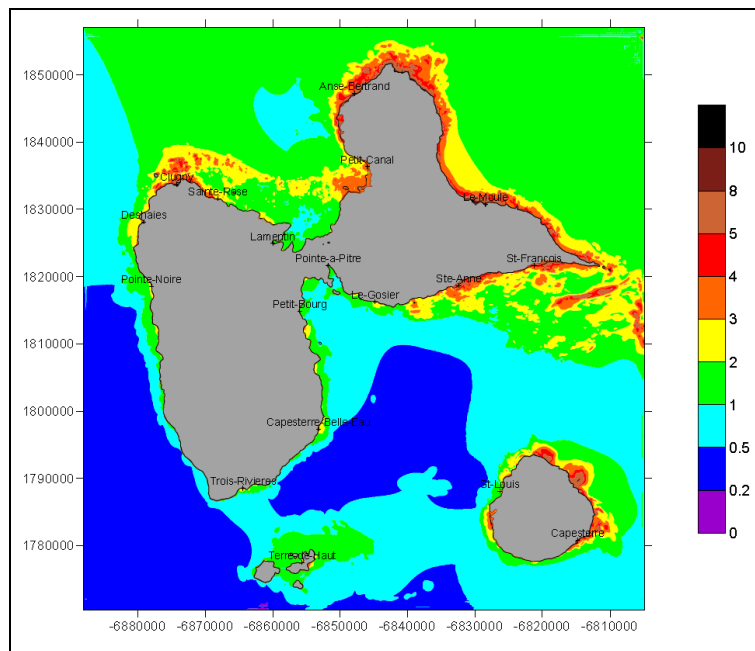 1850000
Anse-Bertrand
1840000
10
Petit-Canal
8
Clugny
Sainte-Rose
1830000
Le-Moule
5
Deshaies
Lamentin
4
Pointe-a-Pitre
St-François
1820000
Pointe-Noire
Ste-Anne
3
Le-Gosier
Petit-Bourg
1810000
2
1
1800000
Capesterre-Belle-Eau
0.5
1790000
Trois-Rivieres
St-Louis
0.2
0
Capesterre
1780000
Terre-de-Haut
-6880000 -6870000 -6860000 -6850000 -6840000 -6830000 -6820000 -6810000